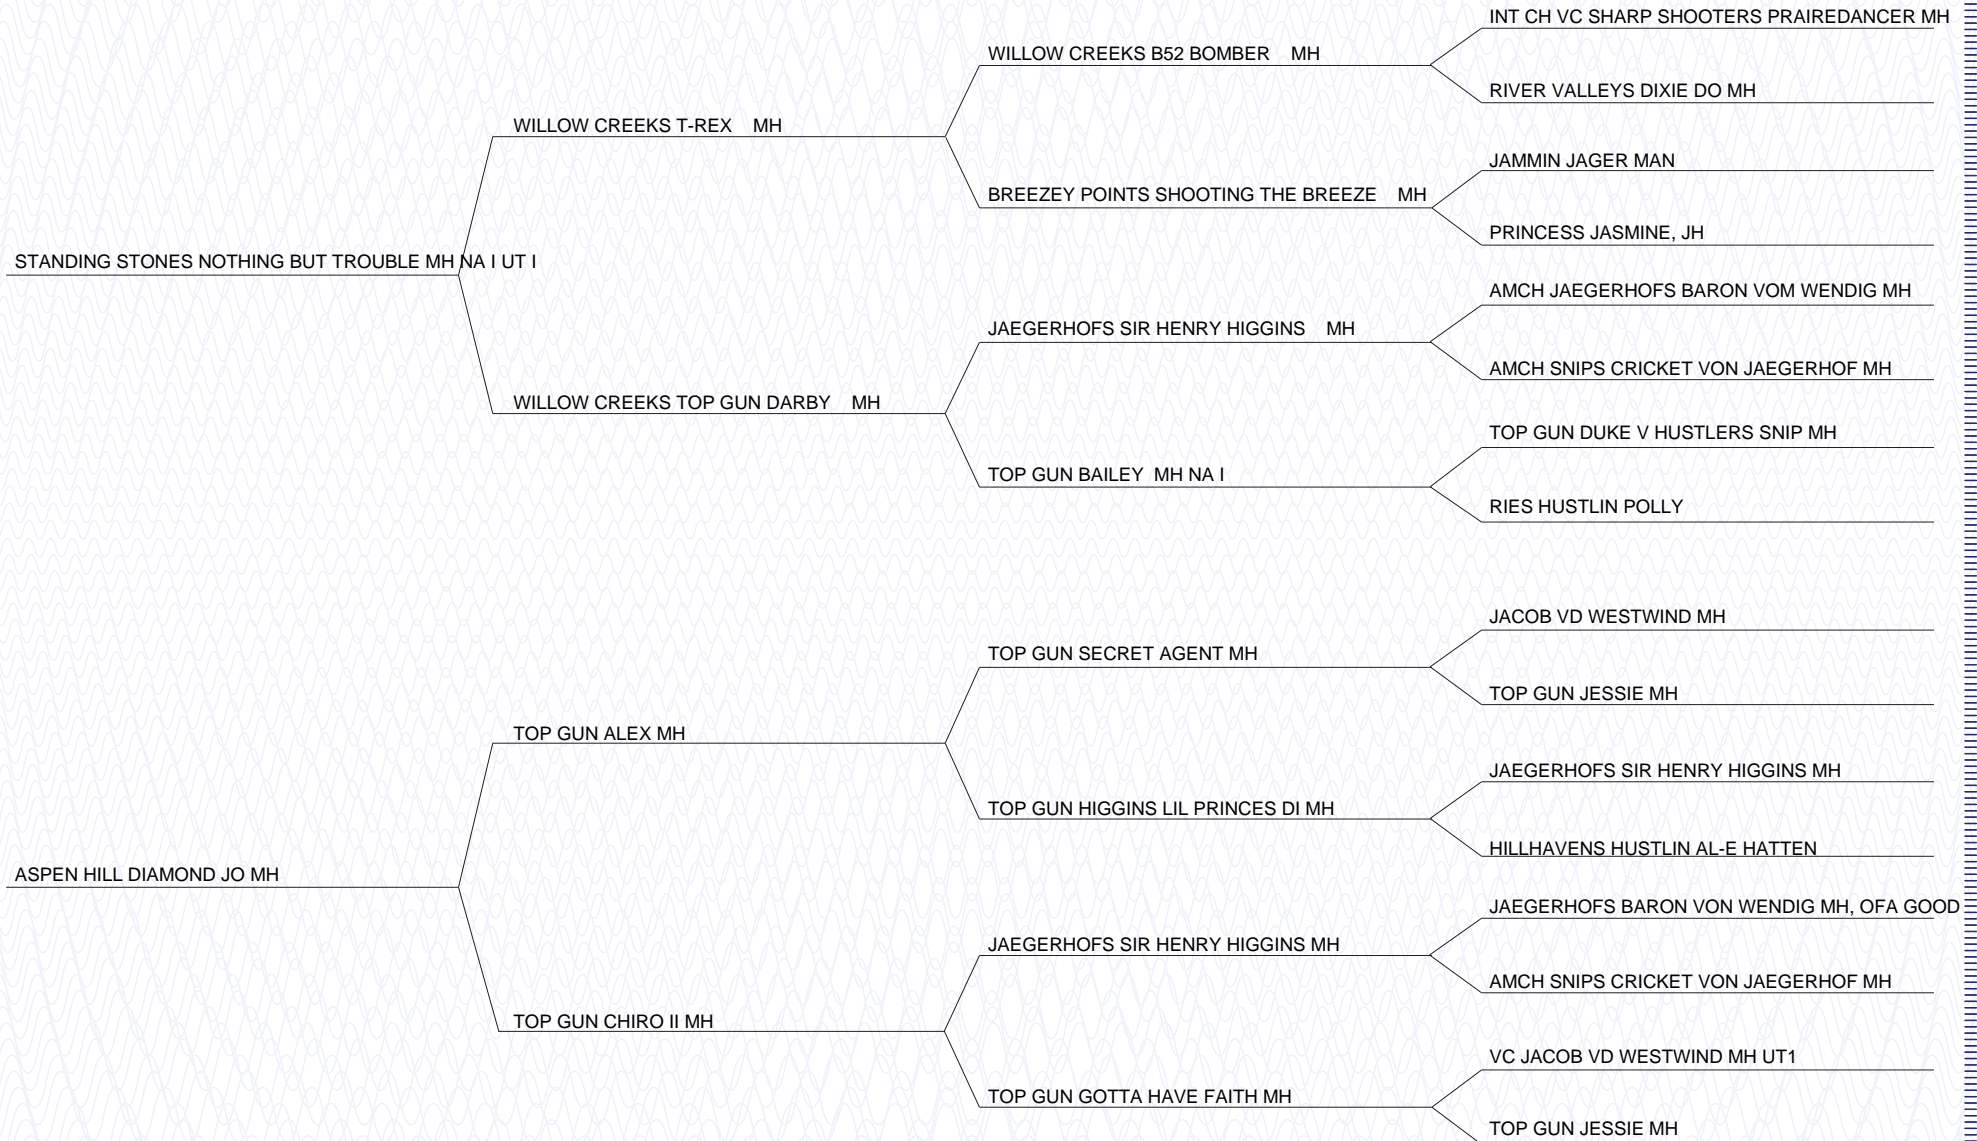 INT CH VC SHARP SHOOTERS PRAIREDANCER MH
WILLOW CREEKS B52 BOMBER MH
RIVER VALLEYS DIXIE DO MH
WILLOW CREEKS T-REX MH
JAMMIN JAGER MAN
BREEZEY POINTS SHOOTING THE BREEZE MH
PRINCESS JASMINE, JH
STANDING STONES NOTHING BUT TROUBLE MH NA I UT I
AMCH JAEGERHOFS BARON VOM WENDIG MH
JAEGERHOFS SIR HENRY HIGGINS MH
AMCH SNIPS CRICKET VON JAEGERHOF MH
WILLOW CREEKS TOP GUN DARBY MH
TOP GUN DUKE V HUSTLERS SNIP MH
TOP GUN BAILEY MH NA I
RIES HUSTLIN POLLY
JACOB VD WESTWIND MH
TOP GUN SECRET AGENT MH
TOP GUN JESSIE MH
TOP GUN ALEX MH
JAEGERHOFS SIR HENRY HIGGINS MH
TOP GUN HIGGINS LIL PRINCES DI MH
HILLHAVENS HUSTLIN AL-E HATTEN
ASPEN HILL DIAMOND JO MH
JAEGERHOFS BARON VON WENDIG MH, OFA GOOD
JAEGERHOFS SIR HENRY HIGGINS MH
AMCH SNIPS CRICKET VON JAEGERHOF MH
TOP GUN CHIRO II MH
VC JACOB VD WESTWIND MH UT1
TOP GUN GOTTA HAVE FAITH MH
TOP GUN JESSIE MH